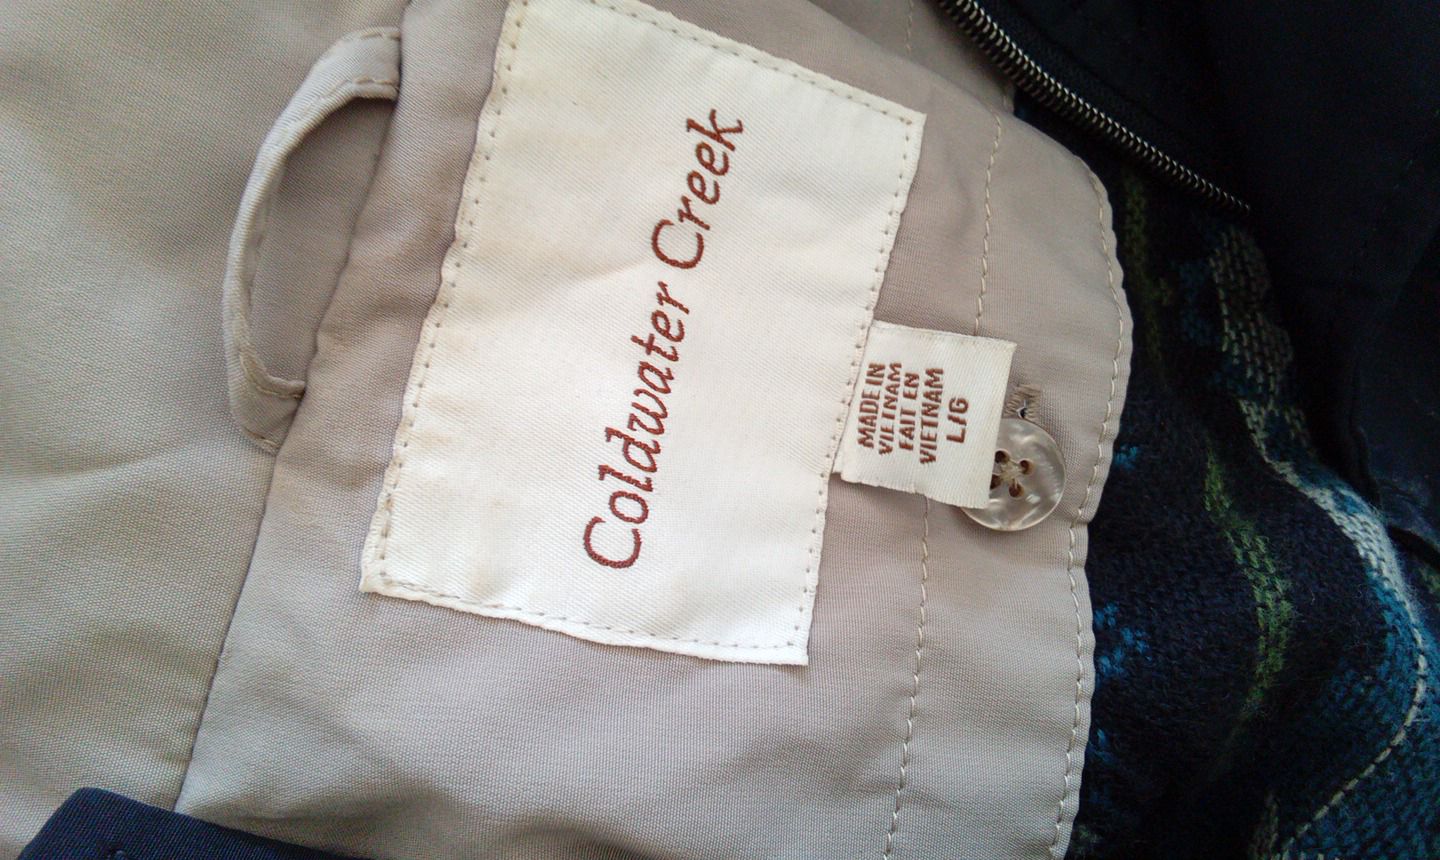 Coldwater Creek
MADE IN
VIETNAM
FAIT EN
VIETNAM
L/G